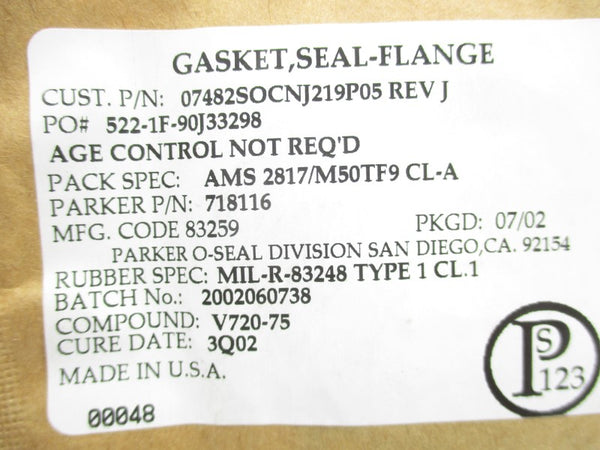 GASKET,SEAL-FLANGE
CUST. P/N: 07482SOCNJ219P05 REV J
PO# 522-1F-90J33298
AGE CONTROL NOT REQ'D
PACK SPEC: AMS 2817/M50TF9 CL-A
PARKER P/N: 718116
MFG. CODE 83259 PKGD: 07/02
PARKER O-SEAL DIVISION SAN DIEGO,CA. 92154
RUBBER SPEC: MIL-R-83248 TYPE 1 CL.1
BATCH No.: 2002060738
COMPOUND: V720-75
CURE DATE: 3Q02
MADE IN U.S.A.
00048
PS
123